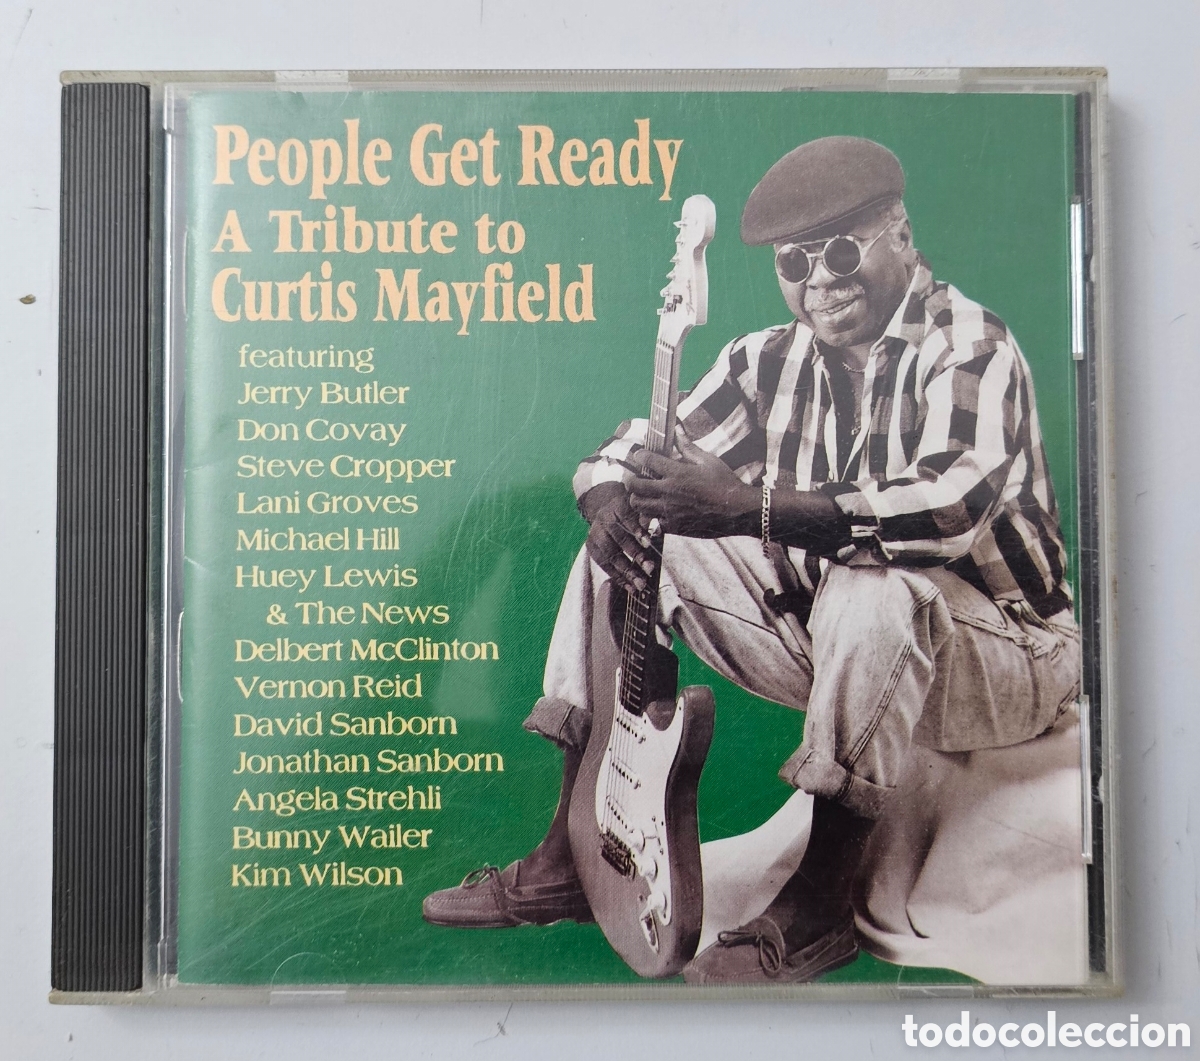 People Get Ready
A Tribute to
Curtis Mayfield
featuring
Jerry Butler
Don Covay
Steve Cropper
Lani Groves
Michael Hill
Huey Lewis
& The News
Delbert McClinton
Vernon Reid
David Sanborn
Jonathan Sanborn
Angela Strehli
Bunny Wailer
Kim Wilson
todocoleccion